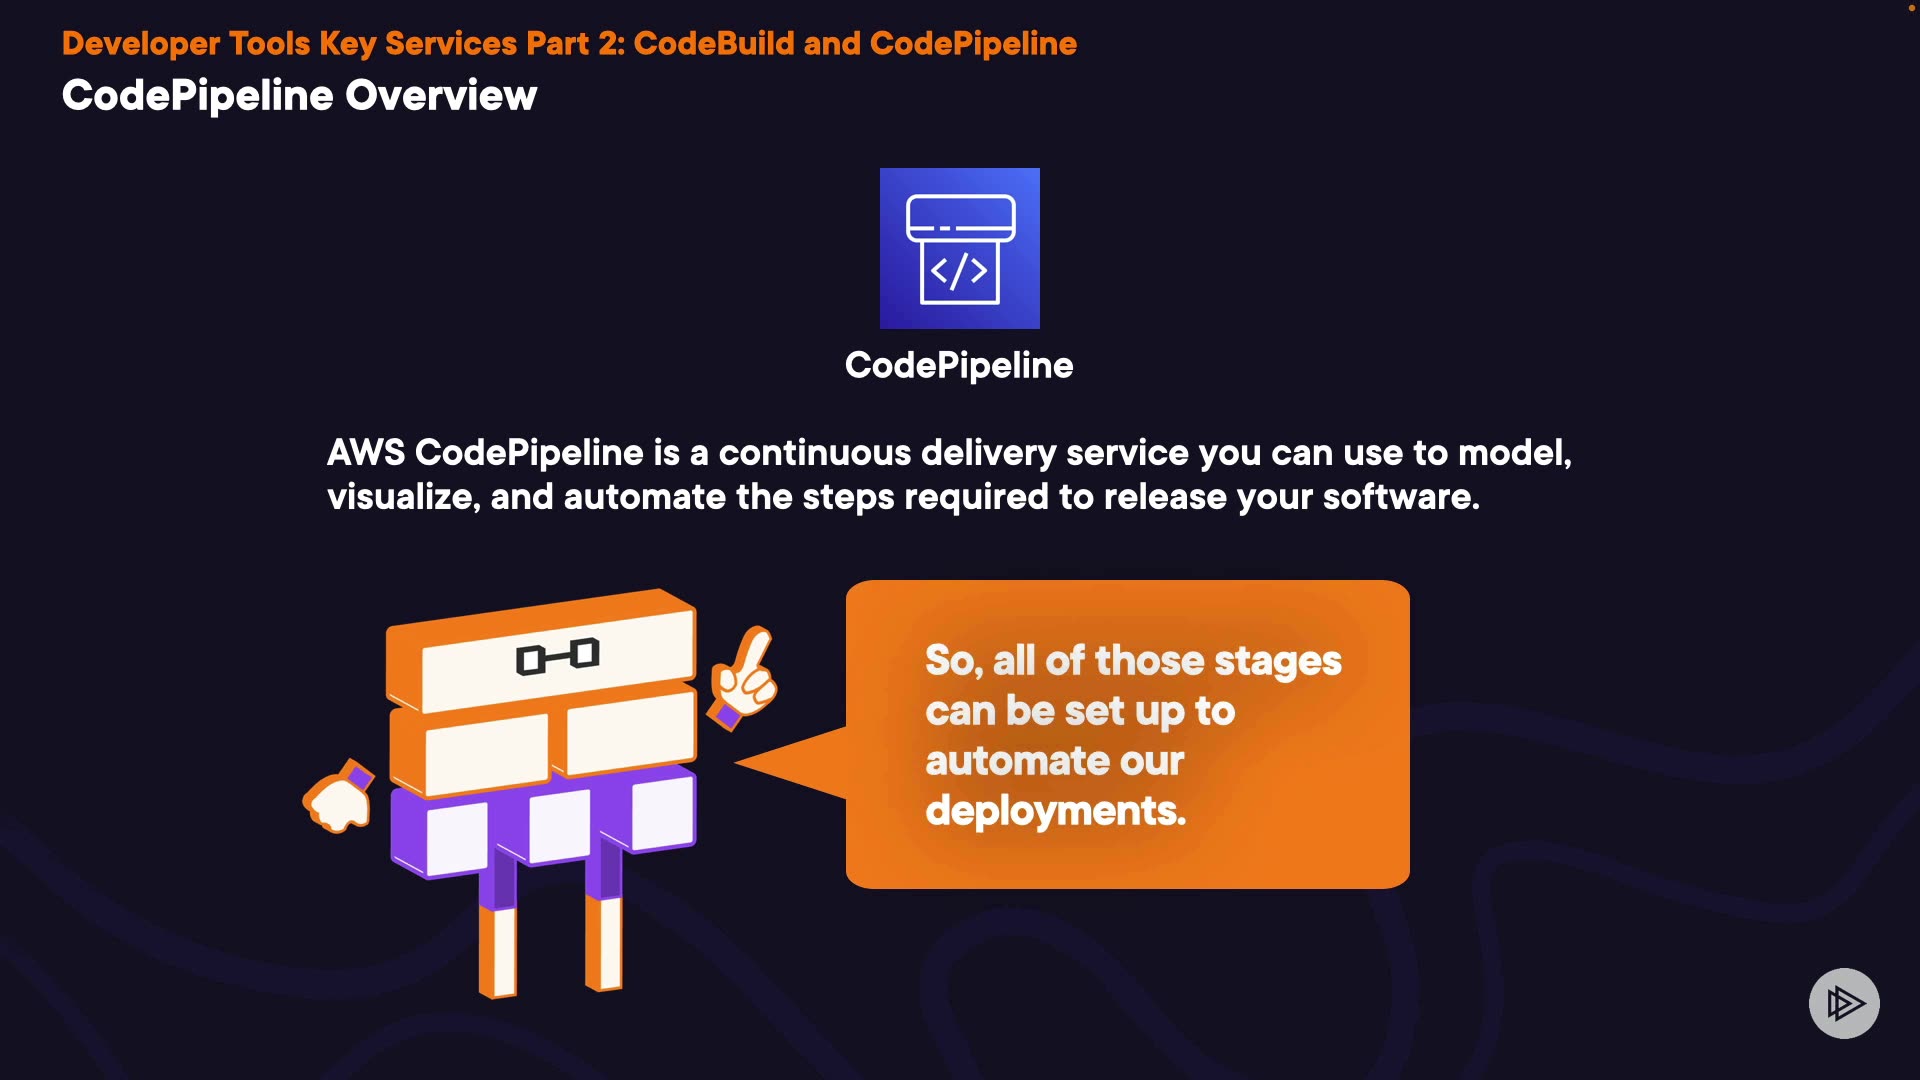 Developer Tools Key Services Part 2: CodeBuild and CodePipeline
CodePipeline Overview
</>
CodePipeline
AWS CodePipeline is a continuous delivery service you can use to model,
visualize, and automate the steps required to release your software.
So, all of those stages
can be set up to
automate our
deployments.